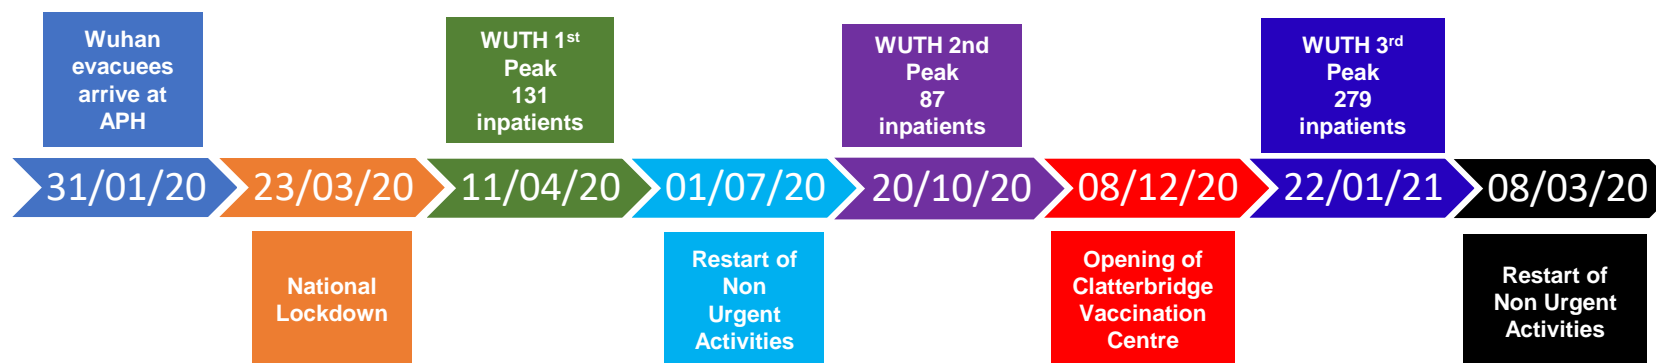 Wuhan
evacuees
arrive at
APH
WUTH 1st
Peak
131
inpatients
WUTH 2nd
Peak
87
inpatients
WUTH 3rd
Peak
279
inpatients
31/01/20
23/03/20
11/04/20
01/07/20
20/10/20
08/12/20
22/01/21
08/03/20
National
Lockdown
Restart of
Non
Urgent
Activities
Opening of
Clatterbridge
Vaccination
Centre
Restart of
Non Urgent
Activities